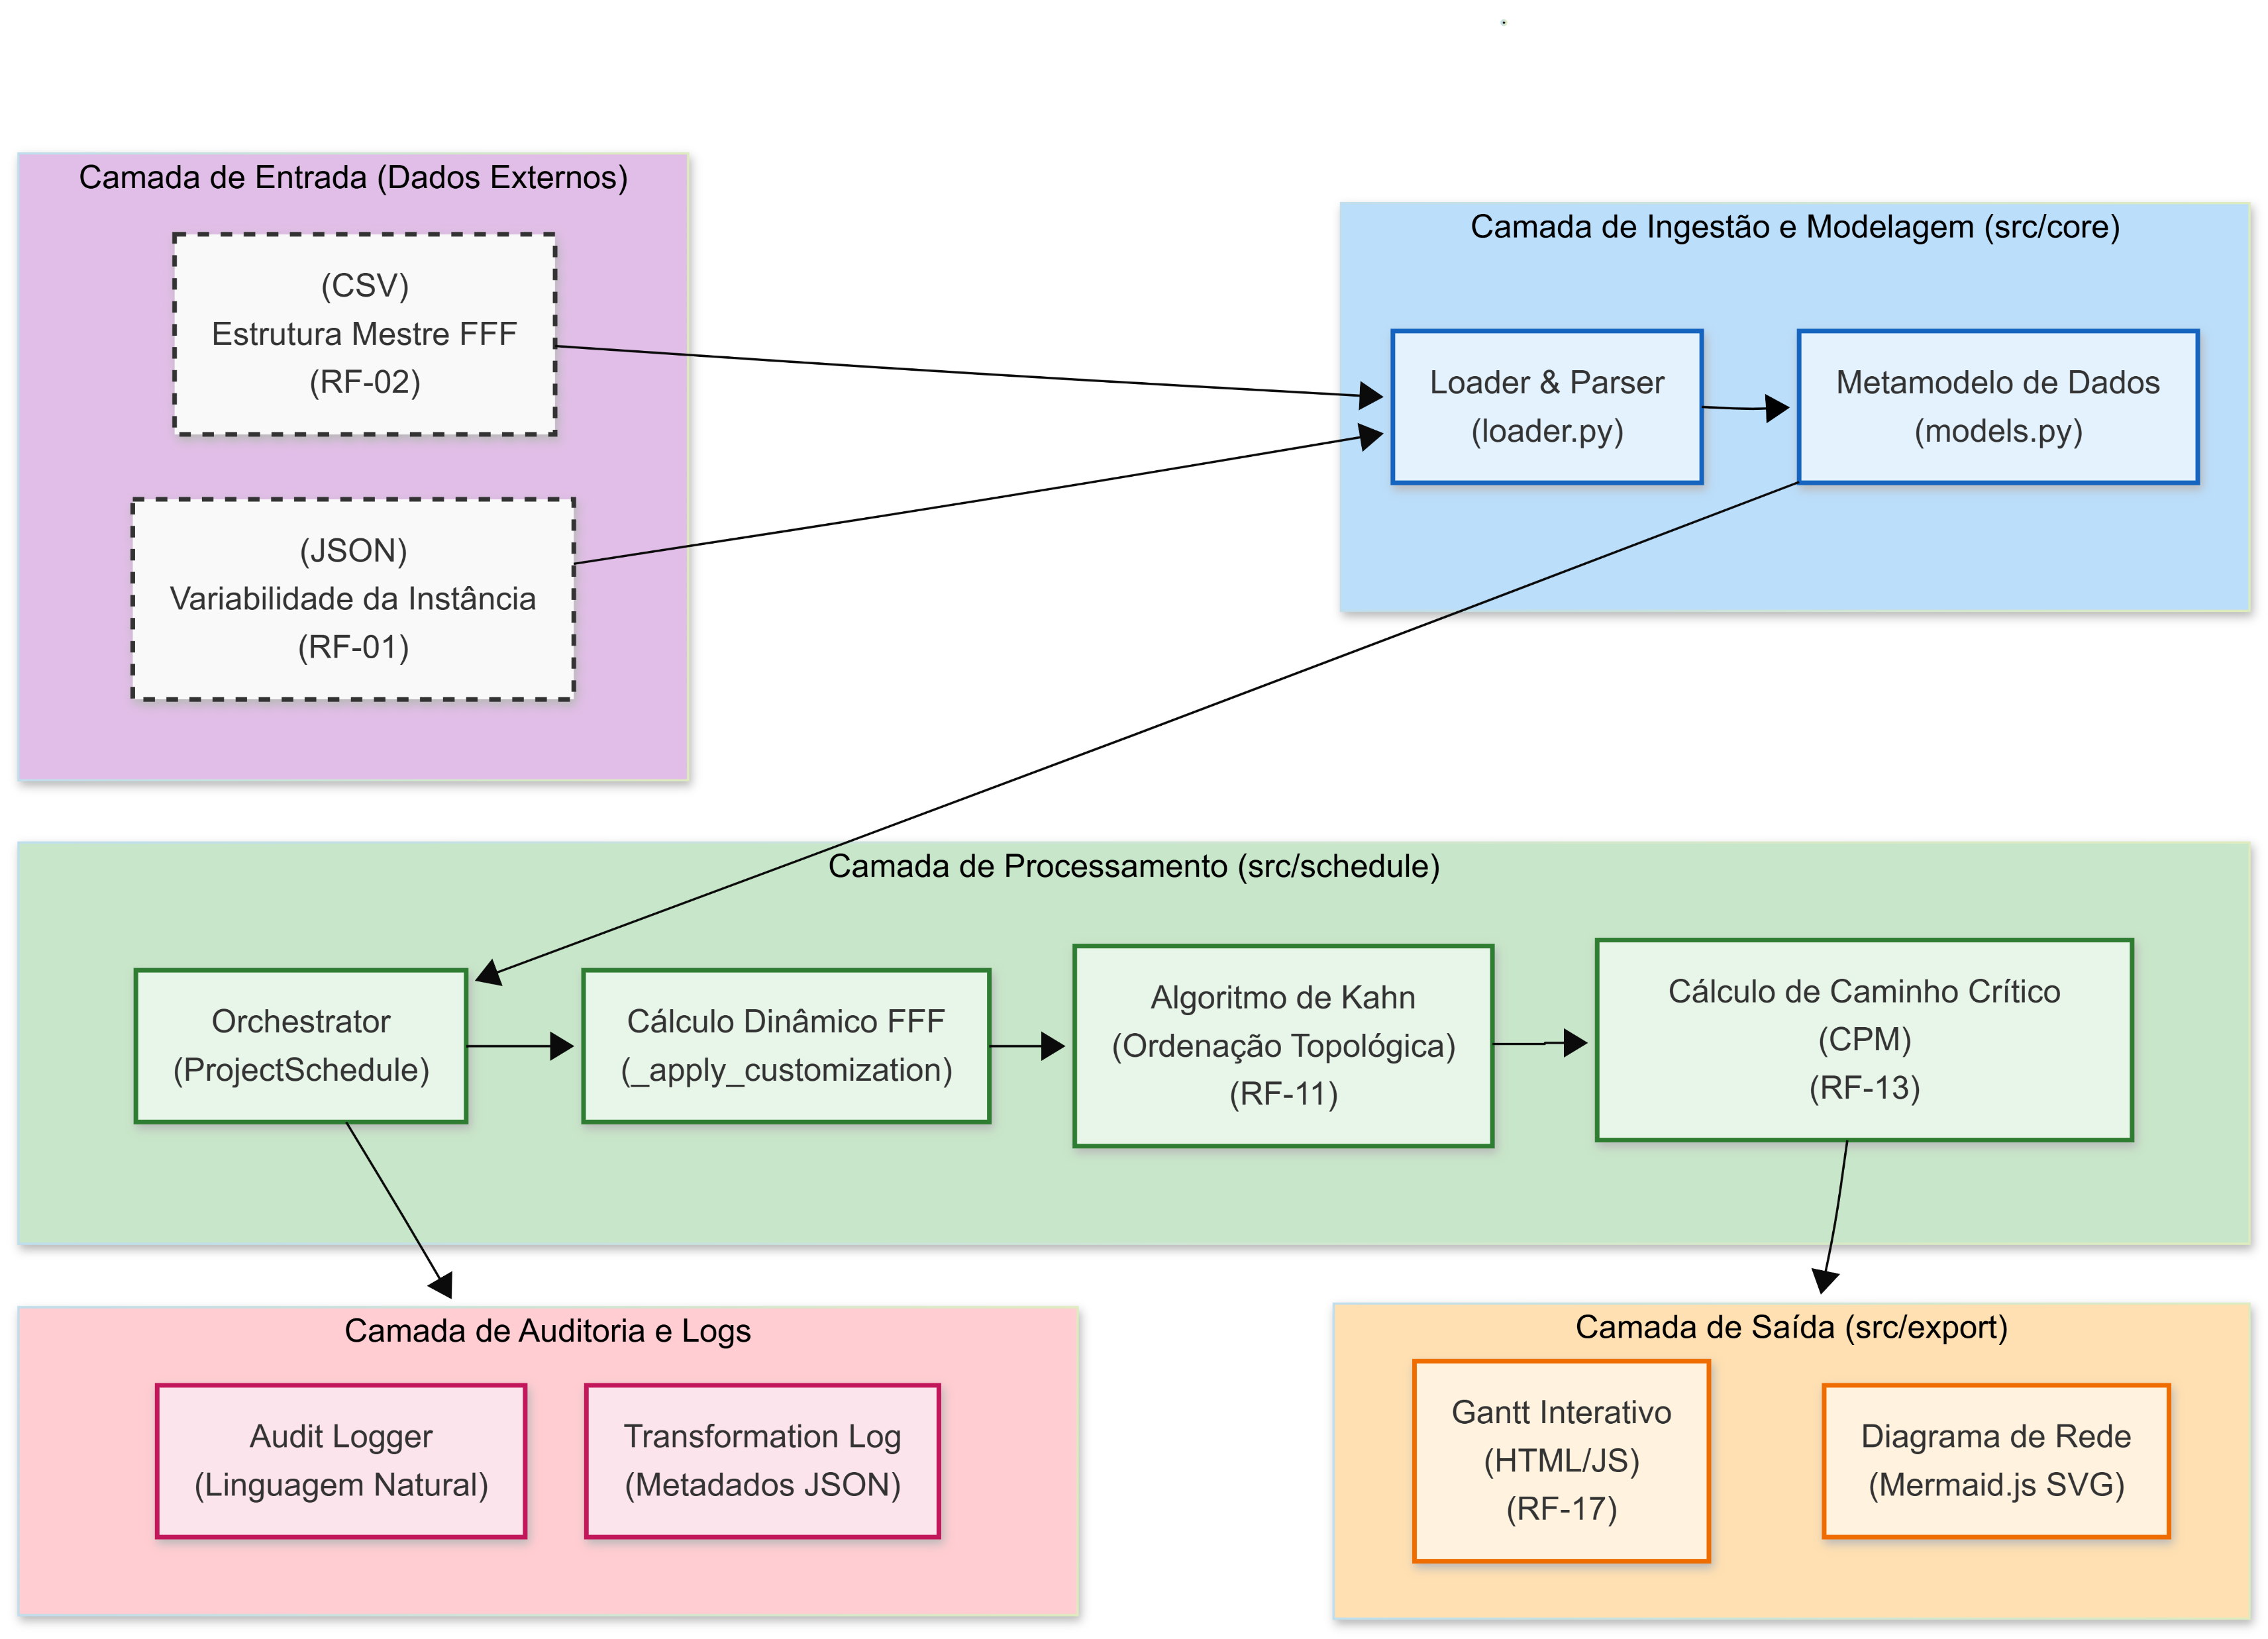 Camada de Entrada (Dados Externos)
(CSV)
Estrutura Mestre FFF
(RF-02)
(JSON)
Variabilidade da Instância
(RF-01)
Camada de Ingestão e Modelagem (src/core)
Loader & Parser
(loader.py)
Metamodelo de Dados
(models.py)
Camada de Processamento (src/schedule)
Orchestrator
(ProjectSchedule)
Cálculo Dinâmico FFF
(_apply_customization)
Algoritmo de Kahn
(Ordenação Topológica)
(RF-11)
Cálculo de Caminho Crítico
(CPM)
(RF-13)
Camada de Auditoria e Logs
Audit Logger
(Linguagem Natural)
Transformation Log
(Metadados JSON)
Camada de Saída (src/export)
Gantt Interativo
(HTML/JS)
(RF-17)
Diagrama de Rede
(Mermaid.js SVG)